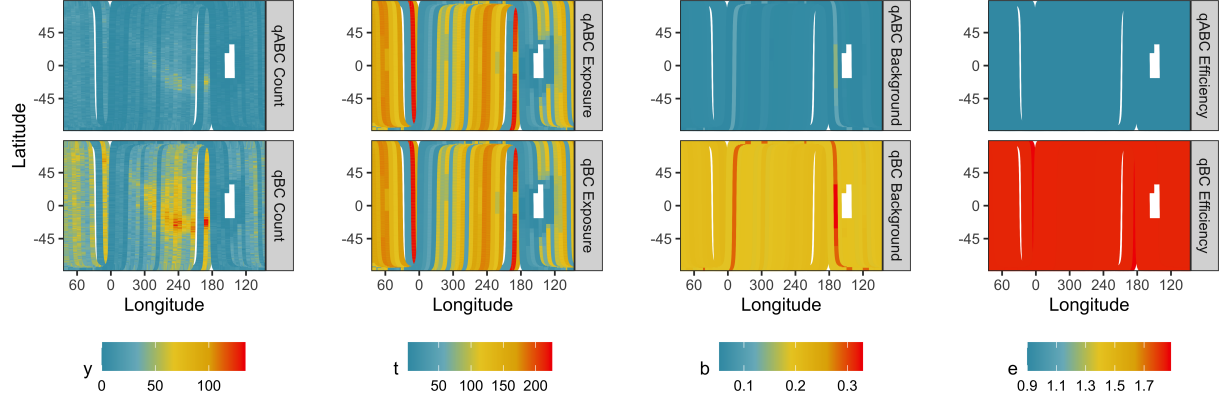 Latitude
45
0
-45
qABC Count
45
0
-45
qBC Count
60 0 300 240 180 120
Longitude
y
0 50 100
45
0
-45
qABC Exposure
45
0
-45
qBC Exposure
60 0 300 240 180 120
Longitude
t
50 100 150 200
45
0
-45
qABC Background
45
0
-45
qBC Background
60 0 300 240 180 120
Longitude
b
0.1 0.2 0.3
45
0
-45
qABC Efficiency
45
0
-45
qBC Efficiency
60 0 300 240 180 120
Longitude
e
0.9 1.1 1.3 1.5 1.7